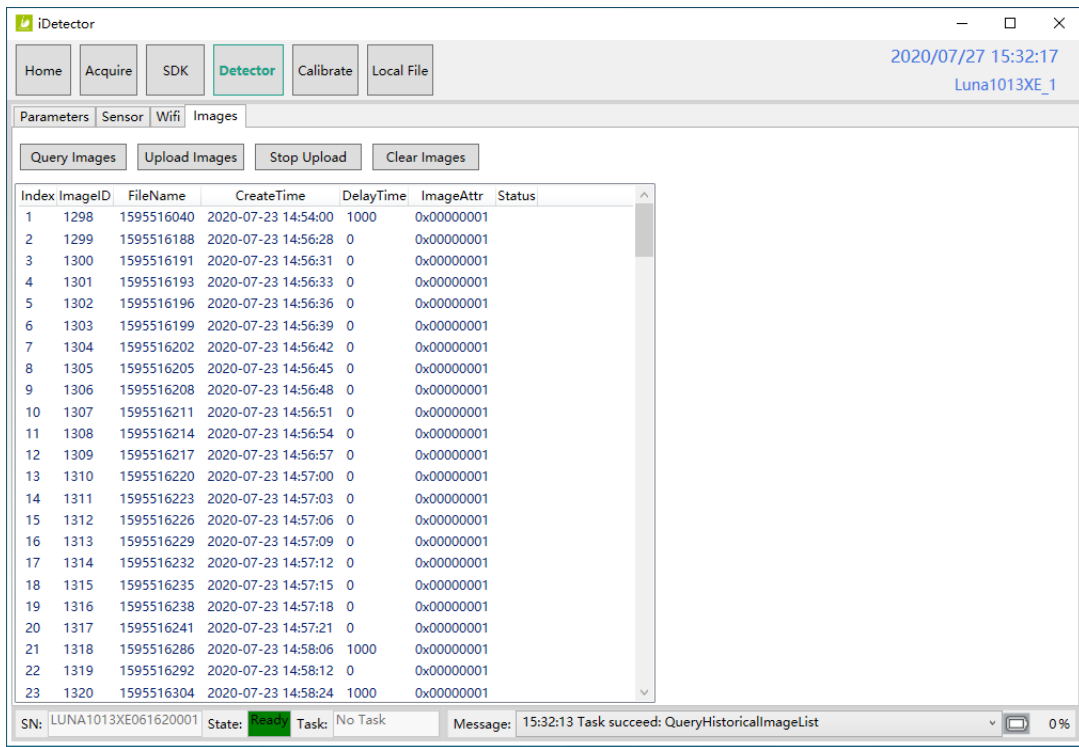 iDetector
Home Acquire SDK Detector Calibrate Local File
2020/07/27 15:32:17
Luna1013XE_1
Parameters Sensor Wifi Images
Query Images Upload Images Stop Upload Clear Images
Index ImageID FileName CreateTime DelayTime ImageAttr Status
1 1298 1595516040 2020-07-23 14:54:00 1000 0x00000001
2 1299 1595516188 2020-07-23 14:56:28 0 0x00000001
3 1300 1595516191 2020-07-23 14:56:31 0 0x00000001
4 1301 1595516193 2020-07-23 14:56:33 0 0x00000001
5 1302 1595516196 2020-07-23 14:56:36 0 0x00000001
6 1303 1595516199 2020-07-23 14:56:39 0 0x00000001
7 1304 1595516202 2020-07-23 14:56:42 0 0x00000001
8 1305 1595516205 2020-07-23 14:56:45 0 0x00000001
9 1306 1595516208 2020-07-23 14:56:48 0 0x00000001
10 1307 1595516211 2020-07-23 14:56:51 0 0x00000001
11 1308 1595516214 2020-07-23 14:56:54 0 0x00000001
12 1309 1595516217 2020-07-23 14:56:57 0 0x00000001
13 1310 1595516220 2020-07-23 14:57:00 0 0x00000001
14 1311 1595516223 2020-07-23 14:57:03 0 0x00000001
15 1312 1595516226 2020-07-23 14:57:06 0 0x00000001
16 1313 1595516229 2020-07-23 14:57:09 0 0x00000001
17 1314 1595516232 2020-07-23 14:57:12 0 0x00000001
18 1315 1595516235 2020-07-23 14:57:15 0 0x00000001
19 1316 1595516238 2020-07-23 14:57:18 0 0x00000001
20 1317 1595516241 2020-07-23 14:57:21 0 0x00000001
21 1318 1595516286 2020-07-23 14:58:06 1000 0x00000001
22 1319 1595516292 2020-07-23 14:58:12 0 0x00000001
23 1320 1595516304 2020-07-23 14:58:24 1000 0x00000001
SN: LUNA1013XE061620001 State: Ready Task: No Task Message: 15:32:13 Task succeed: QueryHistoricalImageList 0%